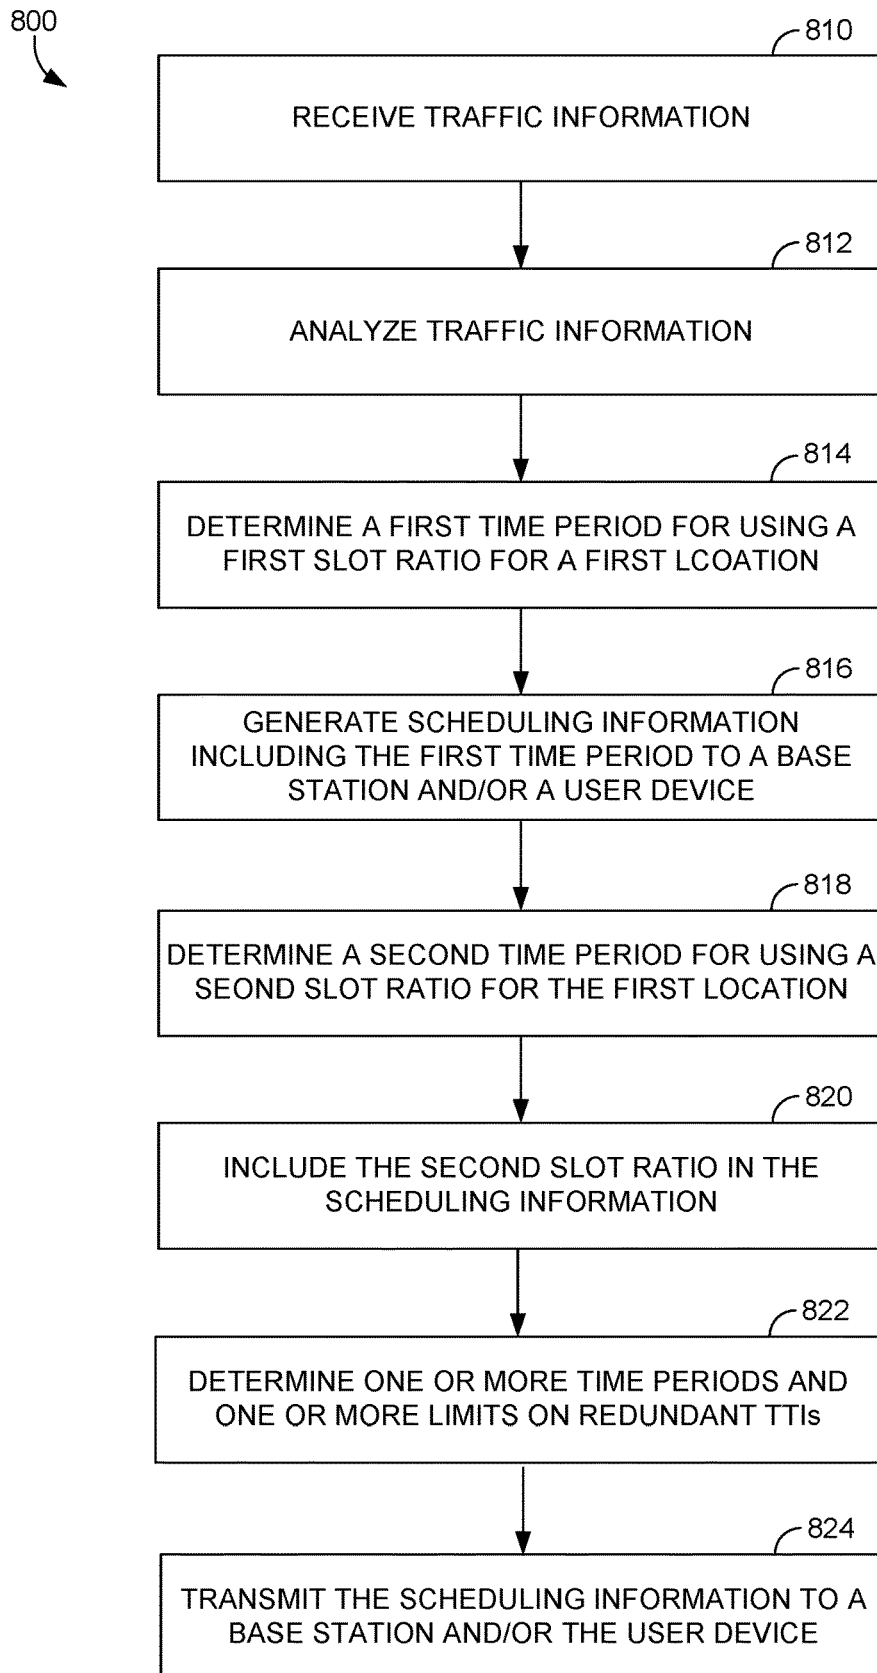 800
810
RECEIVE TRAFFIC INFORMATION
812
ANALYZE TRAFFIC INFORMATION
814
DETERMINE A FIRST TIME PERIOD FOR USING A
FIRST SLOT RATIO FOR A FIRST LCOATION
816
GENERATE SCHEDULING INFORMATION
INCLUDING THE FIRST TIME PERIOD TO A BASE
STATION AND/OR A USER DEVICE
818
DETERMINE A SECOND TIME PERIOD FOR USING A
SEOND SLOT RATIO FOR THE FIRST LOCATION
820
INCLUDE THE SECOND SLOT RATIO IN THE
SCHEDULING INFORMATION
822
DETERMINE ONE OR MORE TIME PERIODS AND
ONE OR MORE LIMITS ON REDUNDANT TTIs
824
TRANSMIT THE SCHEDULING INFORMATION TO A
BASE STATION AND/OR THE USER DEVICE